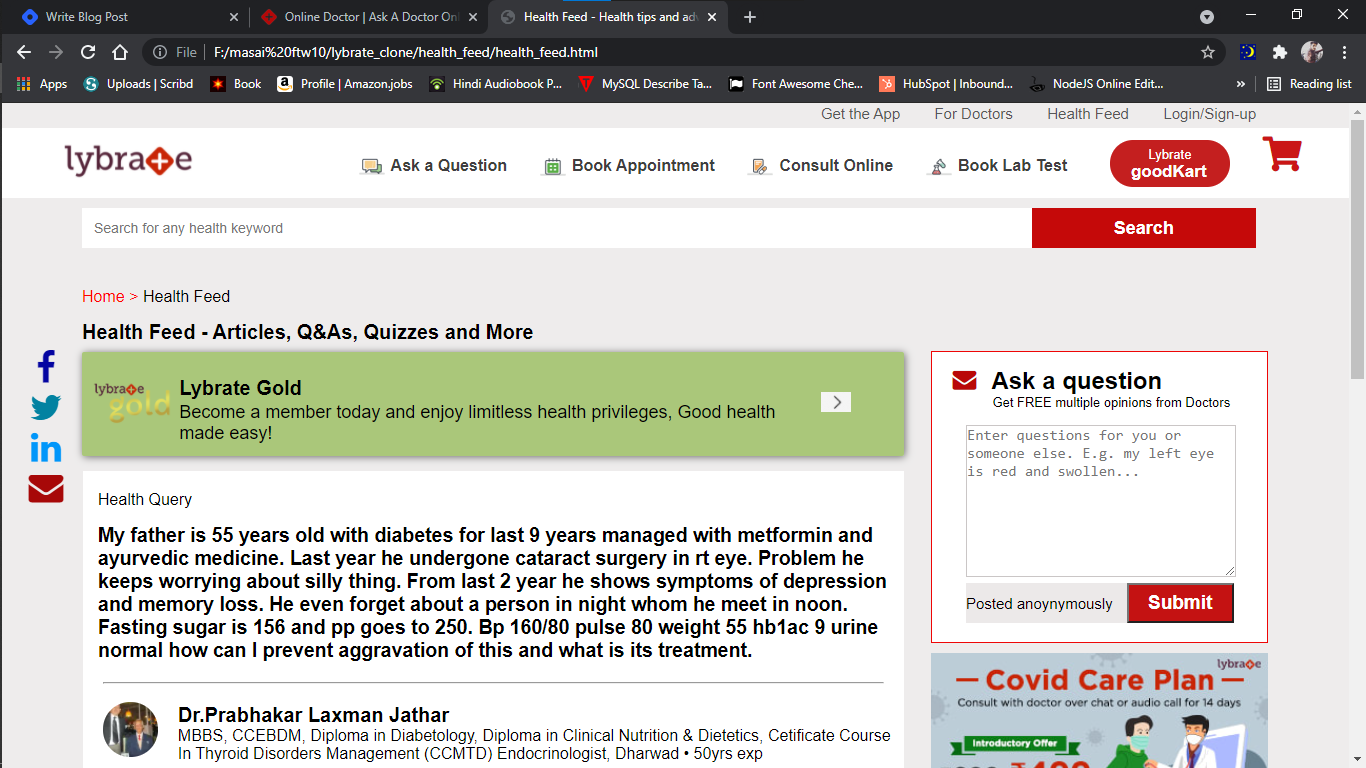 Write Blog Post
Online Doctor | Ask A Doctor Onl
Health Feed - Health tips and adv
File
F:/masai%20ftw10/lybrate_clone/health_feed/health_feed.html
Apps
Uploads | Scribd
Book
Profile | Amazon.jobs
Hindi Audiobook P...
MySQL Describe Ta...
Font Awesome Che...
HubSpot | Inbound...
NodeJS Online Edit...
»
Reading list
Get the App
For Doctors
Health Feed
Login/Sign-up
lybrate
Ask a Question
Book Appointment
Consult Online
Book Lab Test
Lybrate
goodKart
Search for any health keyword
Search
Home > Health Feed
Health Feed - Articles, Q&As, Quizzes and More
lybrate
gold
Lybrate Gold
Become a member today and enjoy limitless health privileges, Good health
made easy!
Health Query
My father is 55 years old with diabetes for last 9 years managed with metformin and
ayurvedic medicine. Last year he undergone cataract surgery in rt eye. Problem he
keeps worrying about silly thing. From last 2 year he shows symptoms of depression
and memory loss. He even forget about a person in night whom he meet in noon.
Fasting sugar is 156 and pp goes to 250. Bp 160/80 pulse 80 weight 55 hb1ac 9 urine
normal how can I prevent aggravation of this and what is its treatment.
Dr.Prabhakar Laxman Jathar
MBBS, CCEBDM, Diploma in Diabetology, Diploma in Clinical Nutrition & Dietetics, Cetificate Course
In Thyroid Disorders Management (CCMTD) Endocrinologist, Dharwad • 50yrs exp
Ask a question
Get FREE multiple opinions from Doctors
Enter questions for you or
someone else. E.g. my left eye
is red and swollen...
Posted anoynymously
Submit
lybrate
Covid Care Plan
Consult with doctor over chat or audio call for 14 days
Introductory Offer